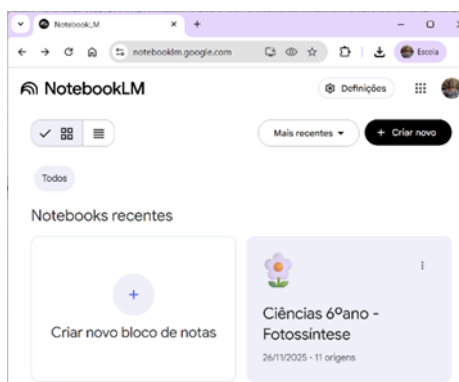 NotebookLM
notebooklm.google.com
Escola
NotebookLM
Definições
Mais recentes
+ Criar novo
Todos
Notebooks recentes
Criar novo bloco de notas
Ciências 6ºano -
Fotossíntese
26/11/2025 · 11 origens